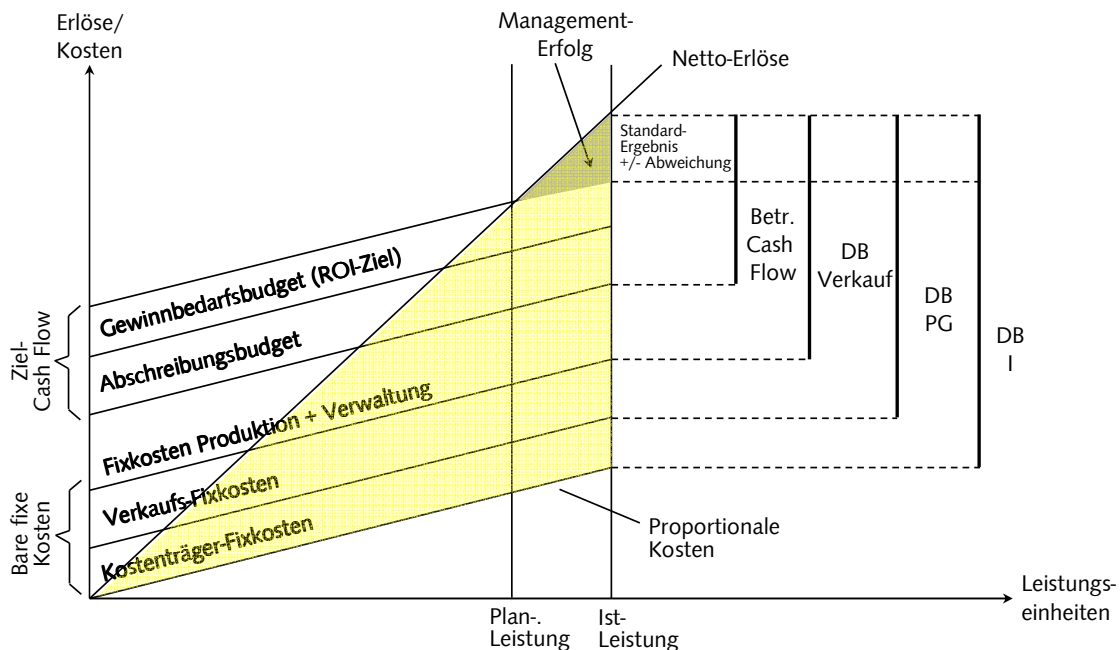 Erlöse/
Kosten
Management-
Erfolg
Netto-Erlöse
Standard-
Ergebnis
+/- Abweichung
Betr.
Cash
Flow
DB
Verkauf
DB
PG
DB
I
Ziel-
Cash Flow
Gewinnbedarfsbudget (ROI-Ziel)
Abschreibungsbudget
Fixkosten Produktion + Verwaltung
Bare fixe
Kosten
Verkaufs-Fixkosten
Kostenträger-Fixkosten
Proportionale
Kosten
Plan-.
Leistung
Ist-
Leistung
Leistungs-
einheiten